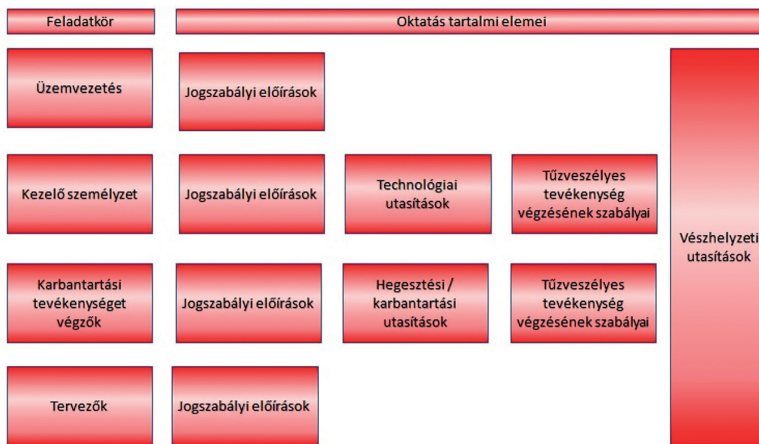 Feladatkör
Oktatás tartalmi elemei
Üzemvezetés
Jogszabályi előírások
Kezelő személyzet
Jogszabályi előírások
Technológiai
utasítások
Tűzveszélyes
tevékenység
végzésének szabályai
Vészhelyzeti
utasítások
Karbantartási
tevékenységet
végzők
Jogszabályi előírások
Hegesztési /
karbantartási
utasítások
Tűzveszélyes
tevékenység
végzésének szabályai
Tervezők
Jogszabályi előírások